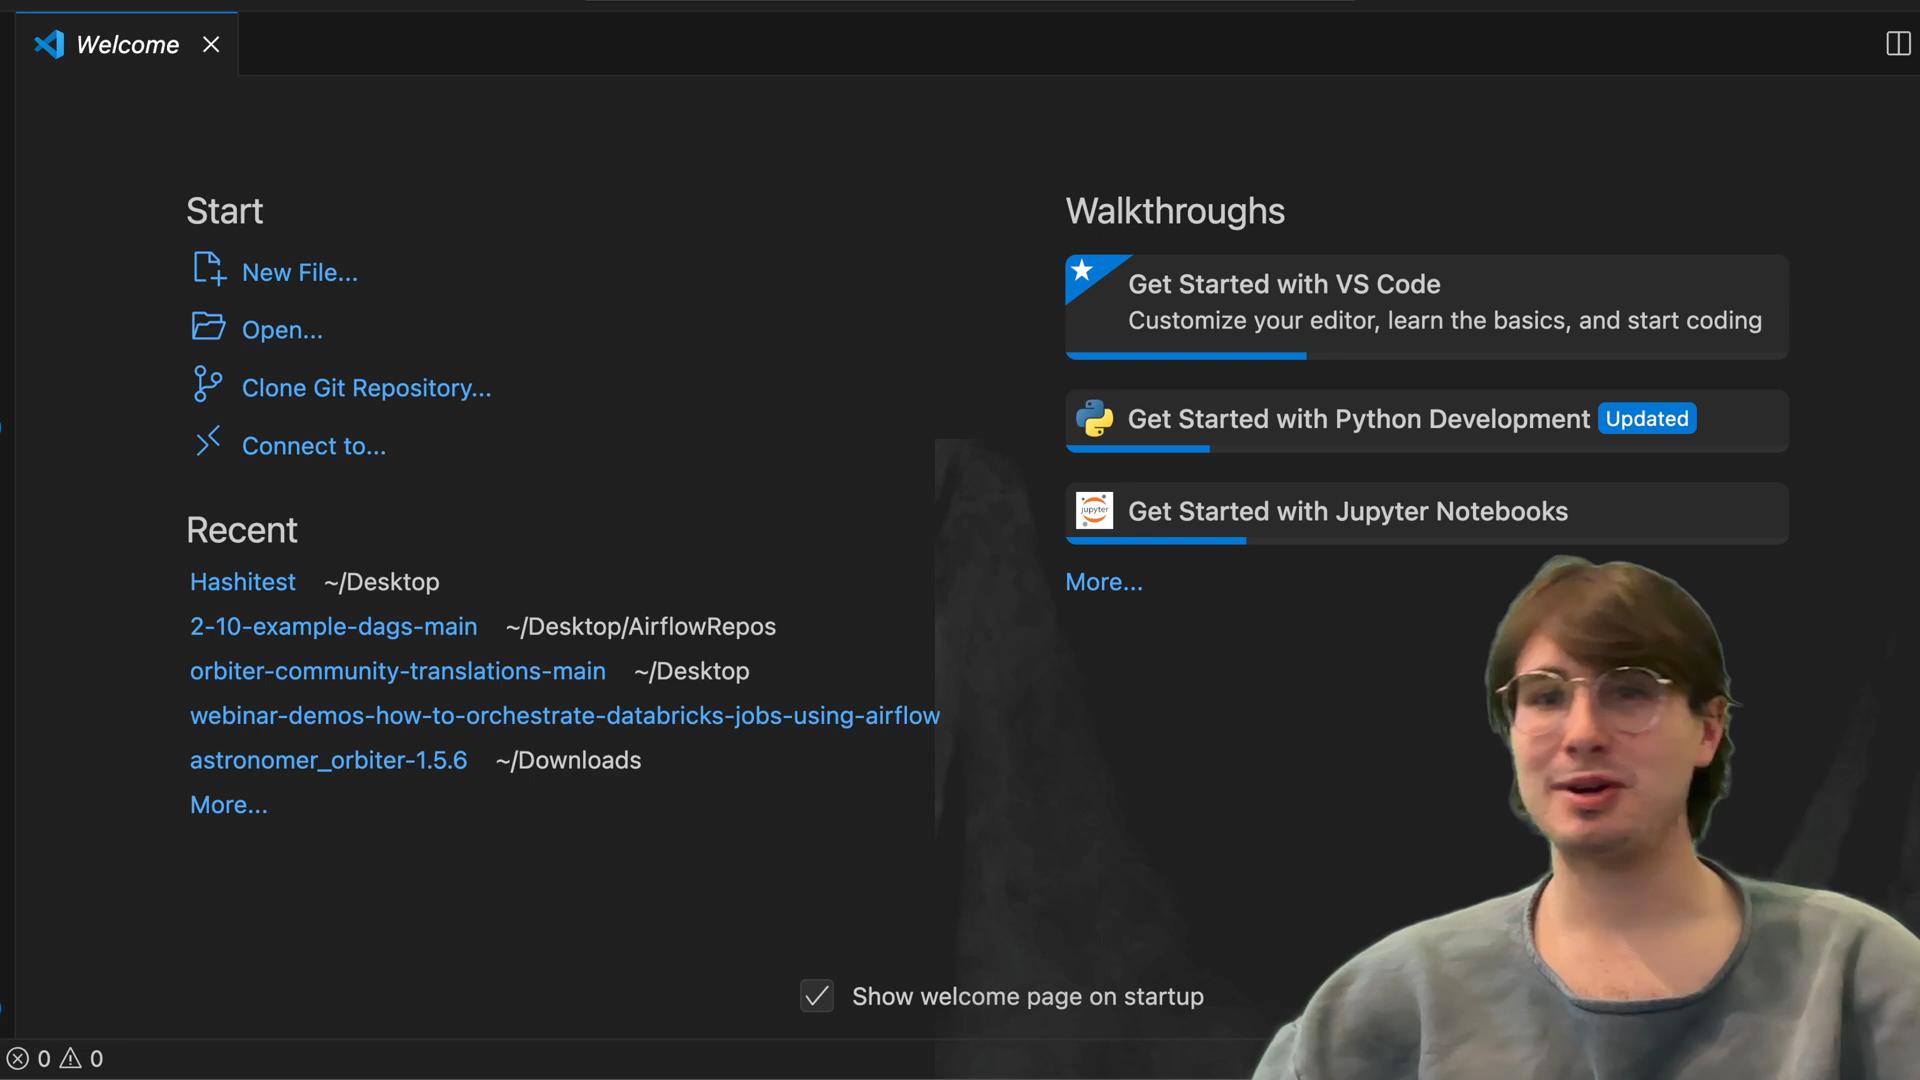 Welcome
Start
New File...
Open...
Clone Git Repository...
Connect to...
Recent
Hashitest ~/Desktop
2-10-example-dags-main ~/Desktop/AirflowRepos
orbiter-community-translations-main ~/Desktop
webinar-demos-how-to-orchestrate-databricks-jobs-using-airflow
astronomer_orbiter-1.5.6 ~/Downloads
More...
Walkthroughs
Get Started with VS Code
Customize your editor, learn the basics, and start coding
Get Started with Python Development Updated
jupyter Get Started with Jupyter Notebooks
More...
Show welcome page on startup
0 0